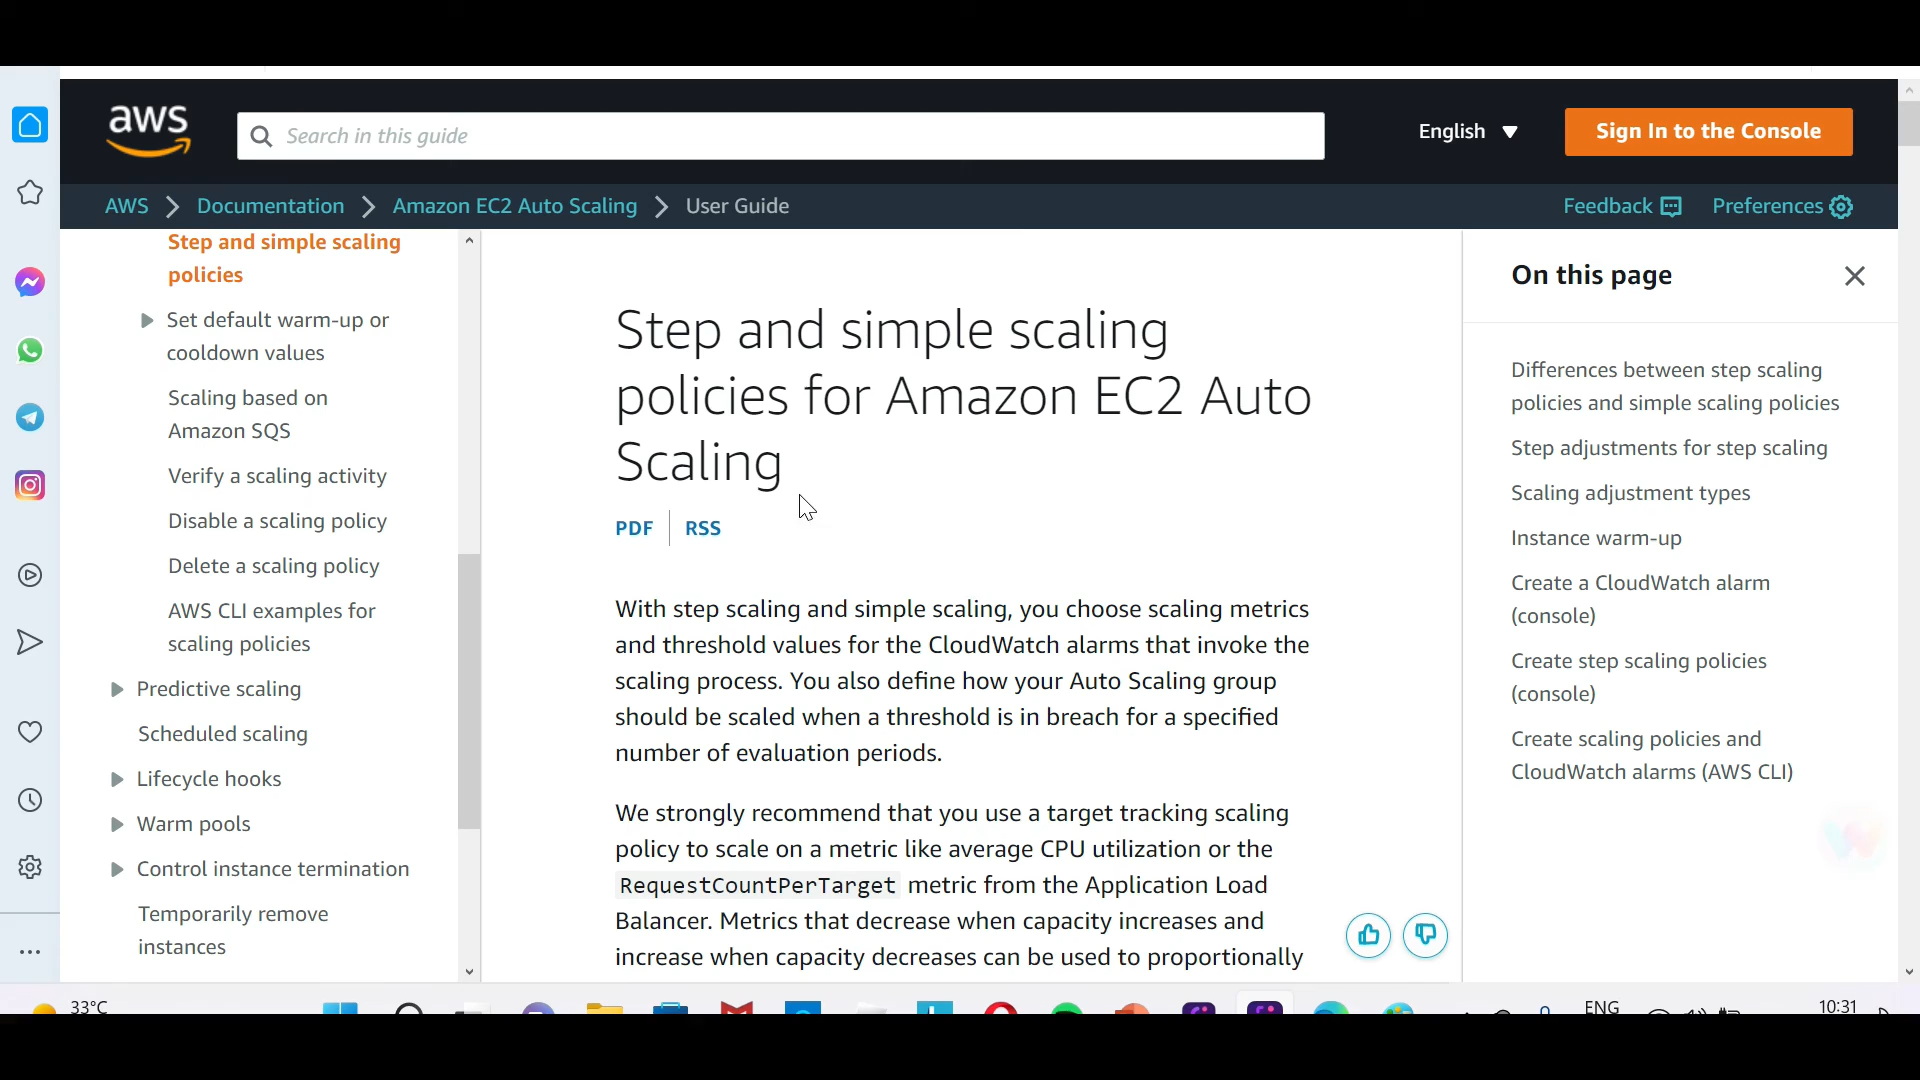 aws
Search in this guide
English
Sign In to the Console
AWS
Documentation
Amazon EC2 Auto Scaling
User Guide
Feedback
Preferences
Step and simple scaling
policies
Set default warm-up or
cooldown values
Scaling based on
Amazon SQS
Verify a scaling activity
Disable a scaling policy
Delete a scaling policy
AWS CLI examples for
scaling policies
Predictive scaling
Scheduled scaling
Lifecycle hooks
Warm pools
Control instance termination
Temporarily remove
instances
Step and simple scaling
policies for Amazon EC2 Auto
Scaling
PDF
RSS
With step scaling and simple scaling, you choose scaling metrics
and threshold values for the CloudWatch alarms that invoke the
scaling process. You also define how your Auto Scaling group
should be scaled when a threshold is in breach for a specified
number of evaluation periods.
We strongly recommend that you use a target tracking scaling
policy to scale on a metric like average CPU utilization or the
RequestCountPerTarget metric from the Application Load
Balancer. Metrics that decrease when capacity increases and
increase when capacity decreases can be used to proportionally
On this page
Differences between step scaling
policies and simple scaling policies
Step adjustments for step scaling
Scaling adjustment types
Instance warm-up
Create a CloudWatch alarm
(console)
Create step scaling policies
(console)
Create scaling policies and
CloudWatch alarms (AWS CLI)
33°C
ENG
10:31